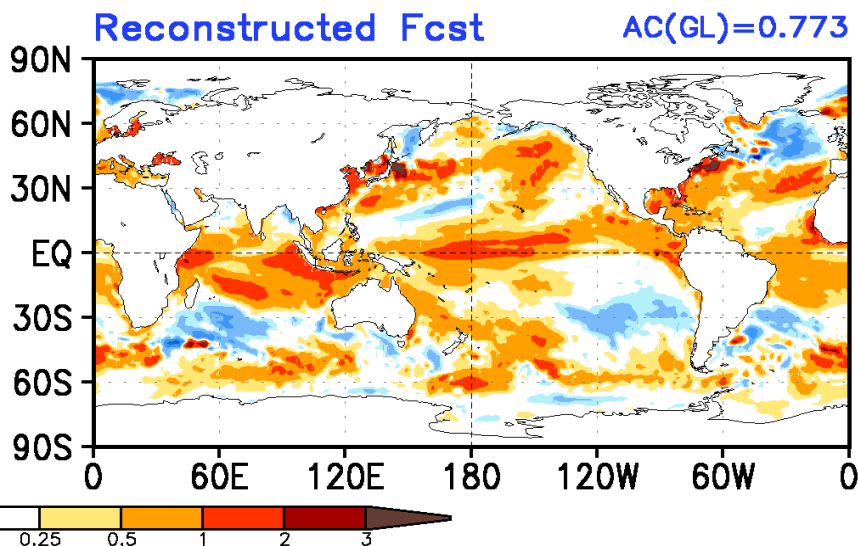 Reconstructed Fcst AC(GL)=0.773
90N
60N
30N
EQ
30S
60S
90S
0 60E 120E 180 120W 60W 0
0.25 0.5 1 2 3